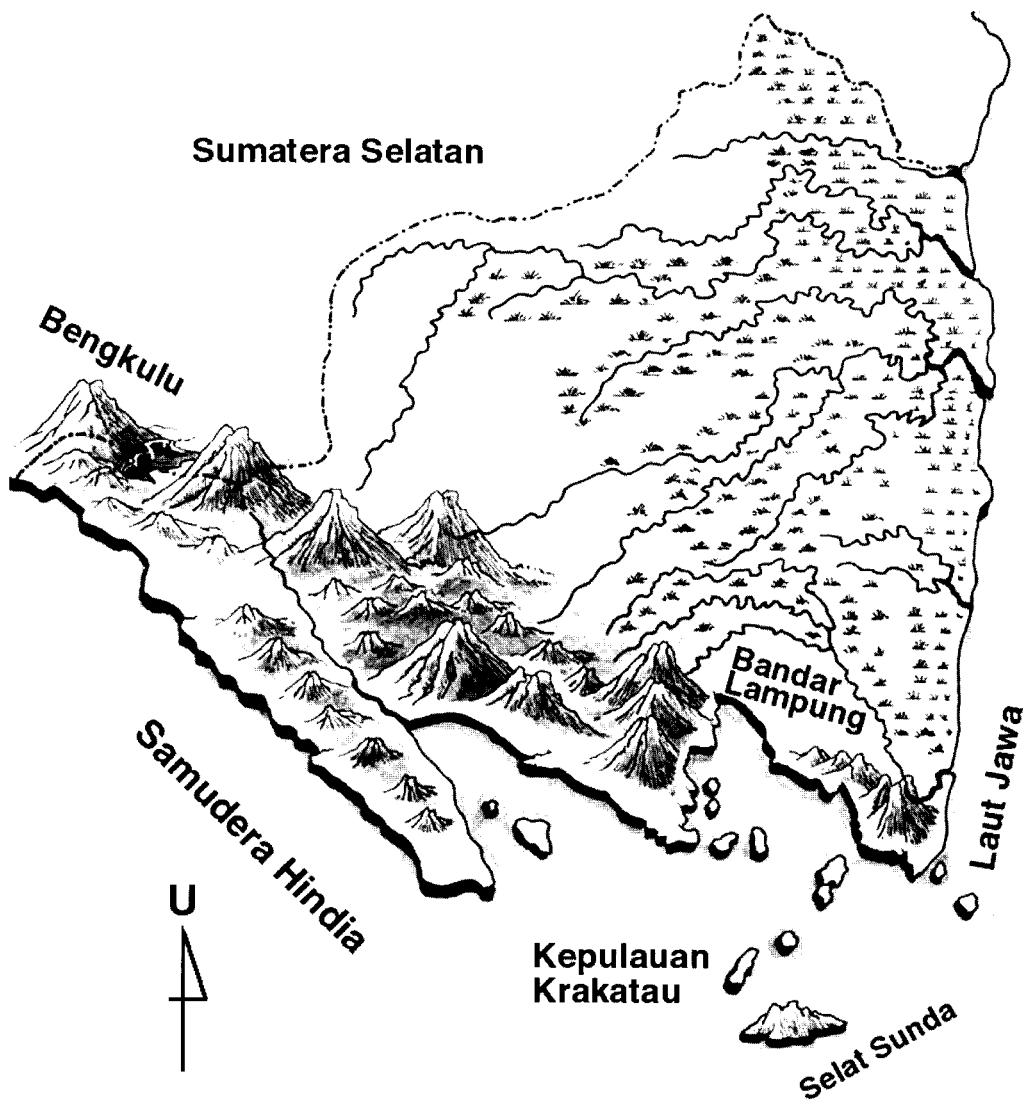 Sumatera Selatan
Bengkulu
Bandar
Lampung
Samudera Hindia
Laut Jawa
U
Kepulauan
Krakatau
Selat Sunda